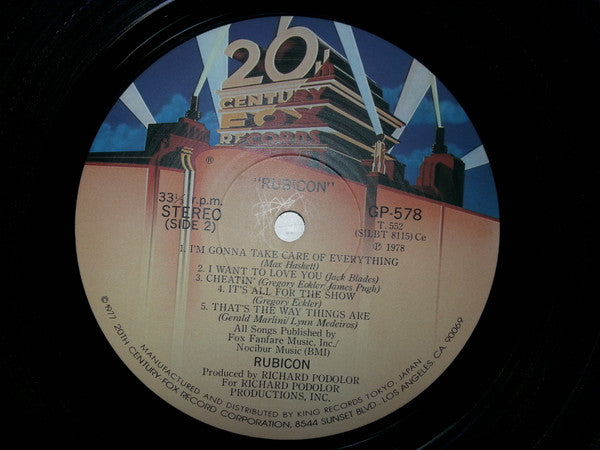 20th
CENTURY
FOX
RECORDS
®
"RUBICON"
33⅓ r.p.m.
STEREO
(SIDE 2)
GP-578
T. 552
(SILBT 8115) Ce
℗ 1978
1. I'M GONNA TAKE CARE OF EVERYTHING
(Max Haskett)
2. I WANT TO LOVE YOU (Jack Blades)
3. CHEATIN' (Gregory Eckler/James Pugh)
4. IT'S ALL FOR THE SHOW
(Gregory Eckler)
5. THAT'S THE WAY THINGS ARE
(Gerald Martini/Lynn Medeiros)
All Songs Published by
Fox Fanfare Music, Inc./
Nocibur Music (BMI)
RUBICON
Produced by RICHARD PODOLOR
For RICHARD PODOLOR
PRODUCTIONS, INC.
MANUFACTURED AND DISTRIBUTED BY KING RECORDS TOKYO, JAPAN
©1977 20TH CENTURY-FOX RECORD CORPORATION, 8544 SUNSET BLVD., LOS ANGELES, CA. 90069